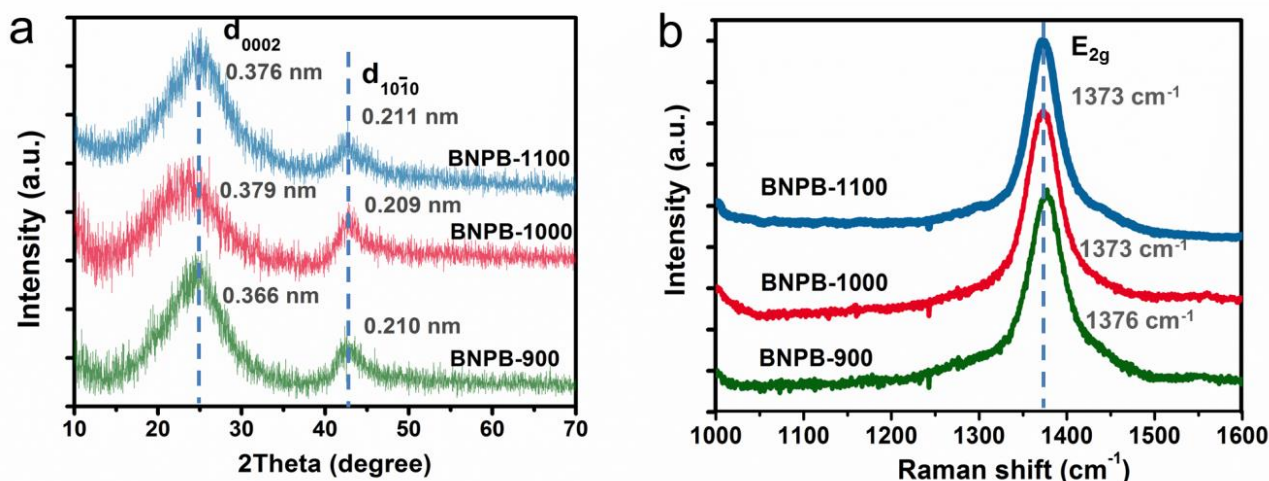 a
d₀₀₀₂
0.376 nm
d₁₀1̄₀
0.211 nm
BNPB-1100
0.379 nm
0.209 nm
BNPB-1000
0.366 nm
0.210 nm
BNPB-900
Intensity (a.u.)
10 20 30 40 50 60 70
2Theta (degree)
b
E₂g
1373 cm⁻¹
BNPB-1100
1373 cm⁻¹
BNPB-1000
1376 cm⁻¹
BNPB-900
Intensity (a.u.)
1000 1100 1200 1300 1400 1500 1600
Raman shift (cm⁻¹)